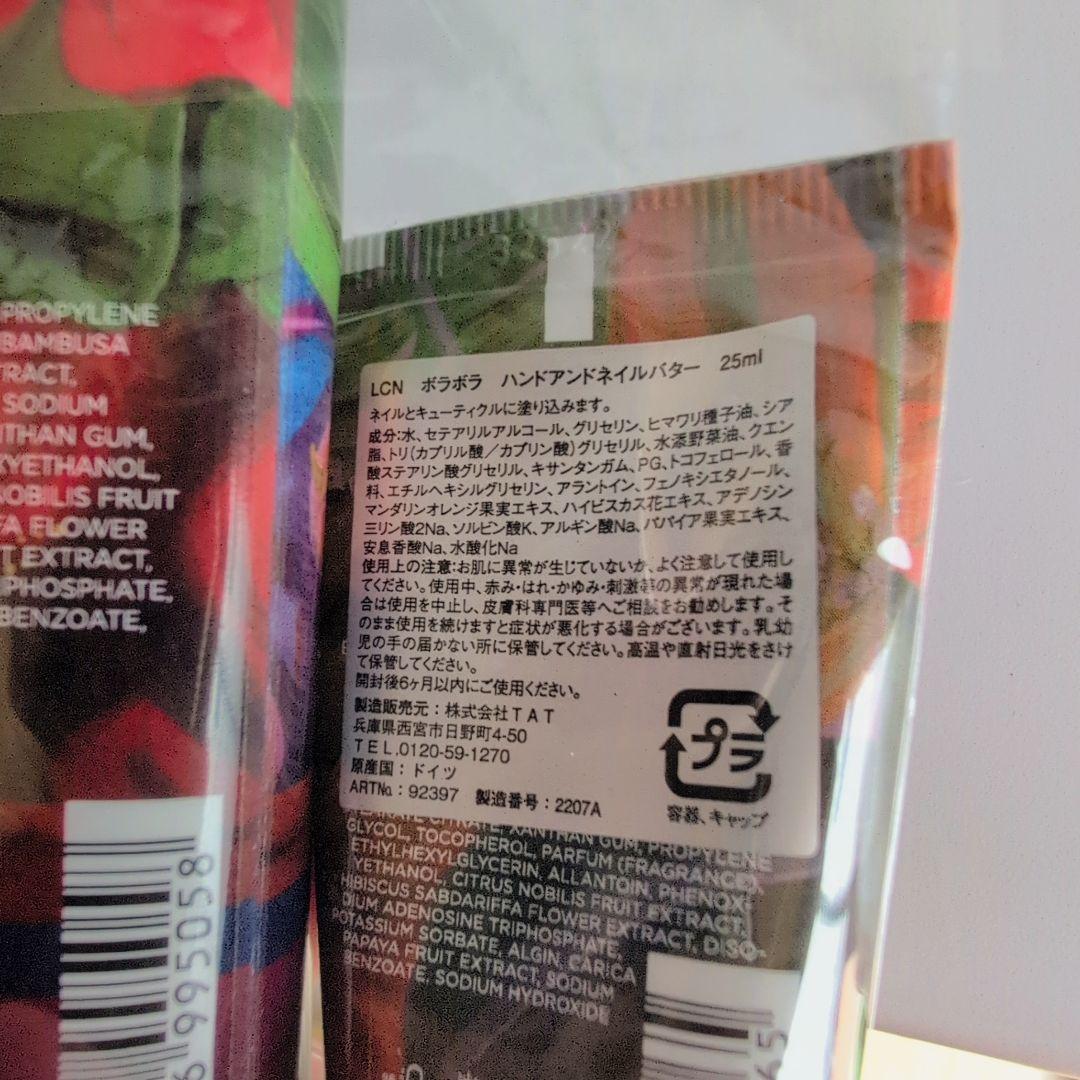 PROPYLENE
BAMBUSA
SODIUM
NTHAN GUM,
XYETHANOL,
NOBILIS FRUIT
FLOWER
EXTRACT,
IPHOSPHATE,
BENZOATE,
6 995058
LCN ボラボラ ハンドアンドネイルバター 25ml
ネイルとキューティクルに塗り込みます。
成分:水、セテアリルアルコール、グリセリン、ヒマワリ種子油、シア
脂、トリ(カプリル酸/カプリン酸)グリセリル、水添野菜油、クエン
酸ステアリン酸グリセリル、キサンタンガム、PG、トコフェロール、香
料、エチルヘキシルグリセリン、アラントイン、フェノキシエタノール、
マンダリンオレンジ果実エキス、ハイビスカス花エキス、アデノシン
三リン酸2Na、ソルビン酸K、アルギン酸Na、パパイア果実エキス、
安息香酸Na、水酸化Na
使用上の注意:お肌に異常が生じていないか、よく注意して使用し
てください。使用中、赤み・はれ・かゆみ・刺激等の異常が現れた場
合は使用を中止し、皮膚科専門医等へご相談をお勧めします。そ
のまま使用を続けますと症状が悪化する場合がございます。乳幼
児の手の届かない所に保管してください。高温や直射日光をさけ
て保管してください。
開封後6ヶ月以内にご使用ください。
製造販売元:株式会社TAT
兵庫県西宮市日野町4-50
TEL.0120-59-1270
原産国:ドイツ
ARTNo:92397 製造番号:2207A
プラ
容器、キャップ
CITRATE, XANTHAN GUM, PROPYLENE
GLYCOL, TOCOPHEROL, PARFUM (FRAGRANCE),
ETHYLHEXYLGLYCERIN, ALLANTOIN, PHENOX-
YETHANOL, CITRUS NOBILIS FRUIT EXTRACT,
HIBISCUS SABDARIFFA FLOWER EXTRACT, DISO-
DIUM ADENOSINE TRIPHOSPHATE,
POTASSIUM SORBATE, ALGIN, CARICA
PAPAYA FRUIT EXTRACT, SODIUM
BENZOATE, SODIUM HYDROXIDE